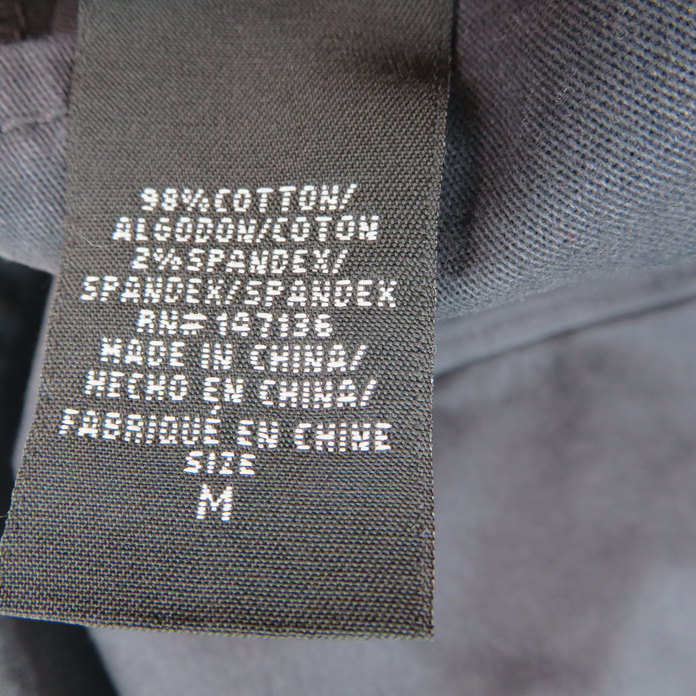 98%COTTON/
ALGODON/COTON
2%SPANDEX/
SPANDEX/SPANDEX
RN# 147136
MADE IN CHINA/
HECHO EN CHINA/
FABRIQUÉ EN CHINE
SIZE
M